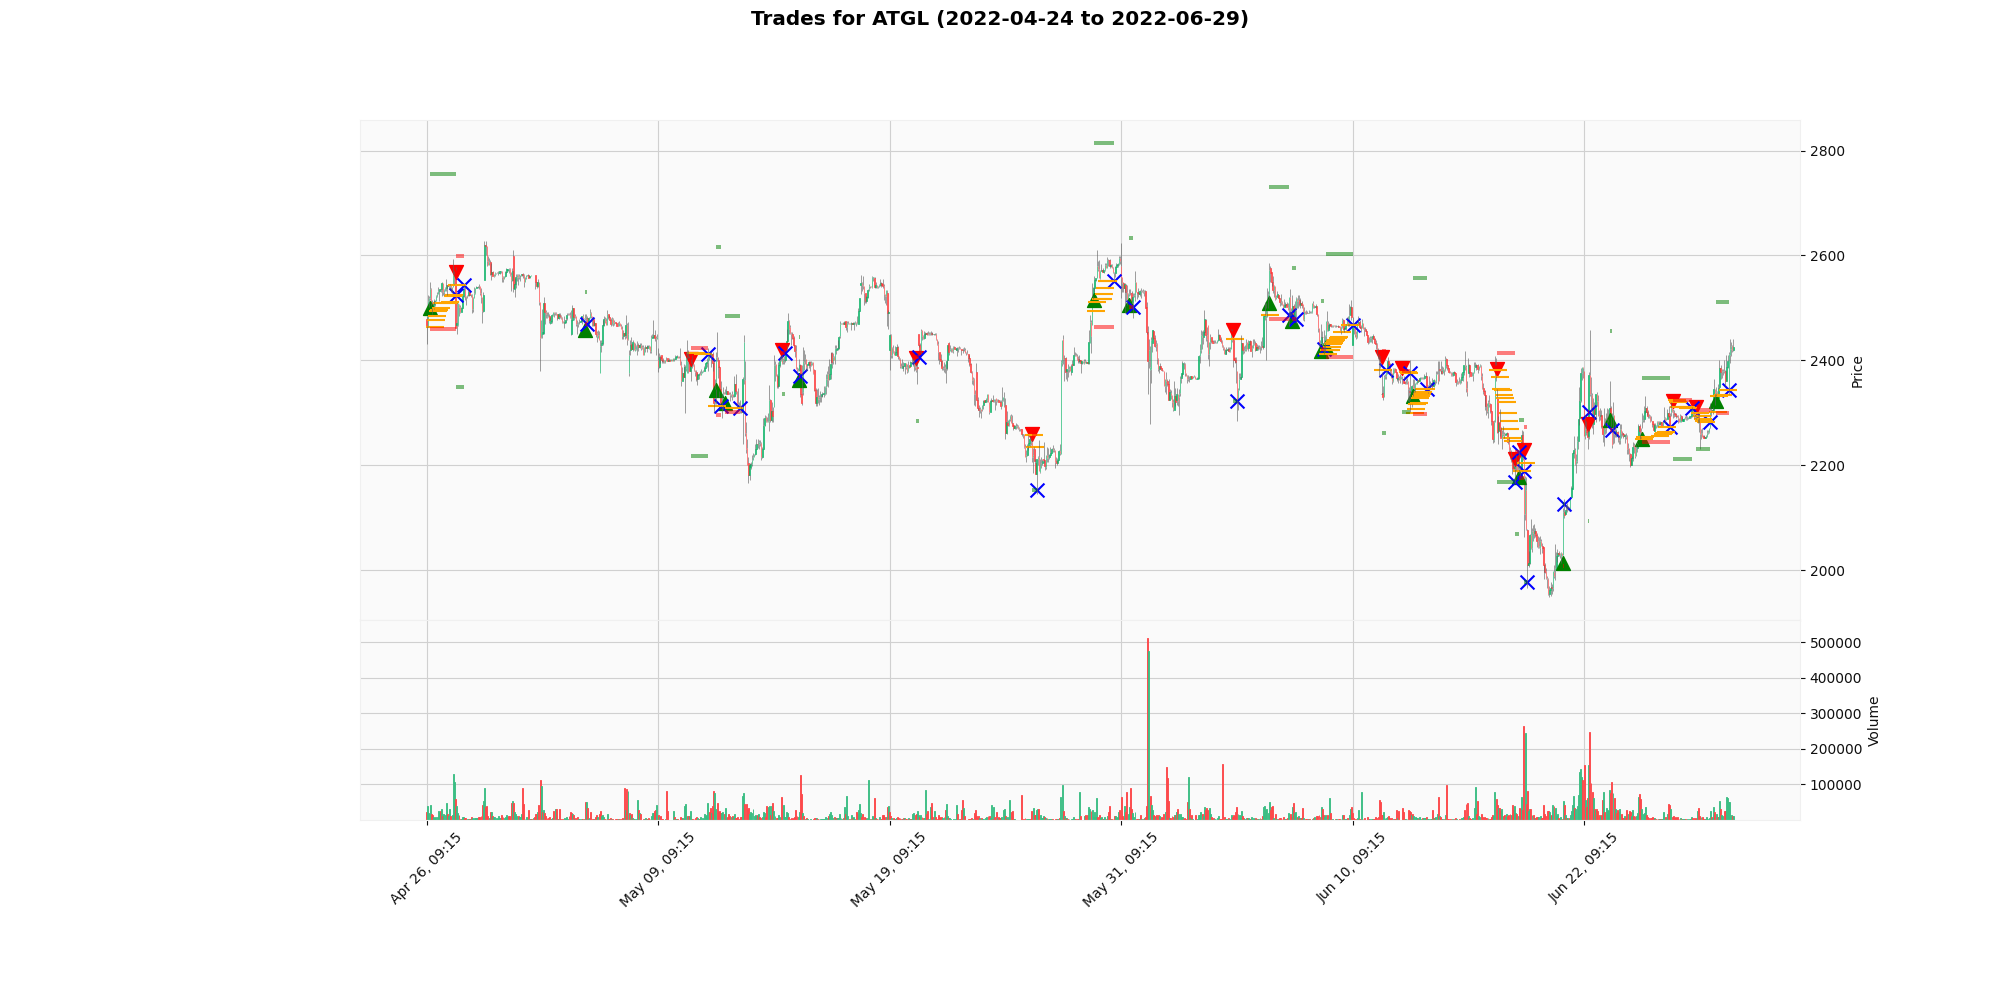 Trades for ATGL (2022-04-24 to 2022-06-29)
2800
2600
2400
2200
2000
Price
500000
400000
300000
200000
100000
Volume
Apr 26, 09:15
May 09, 09:15
May 19, 09:15
May 31, 09:15
Jun 10, 09:15
Jun 22, 09:15